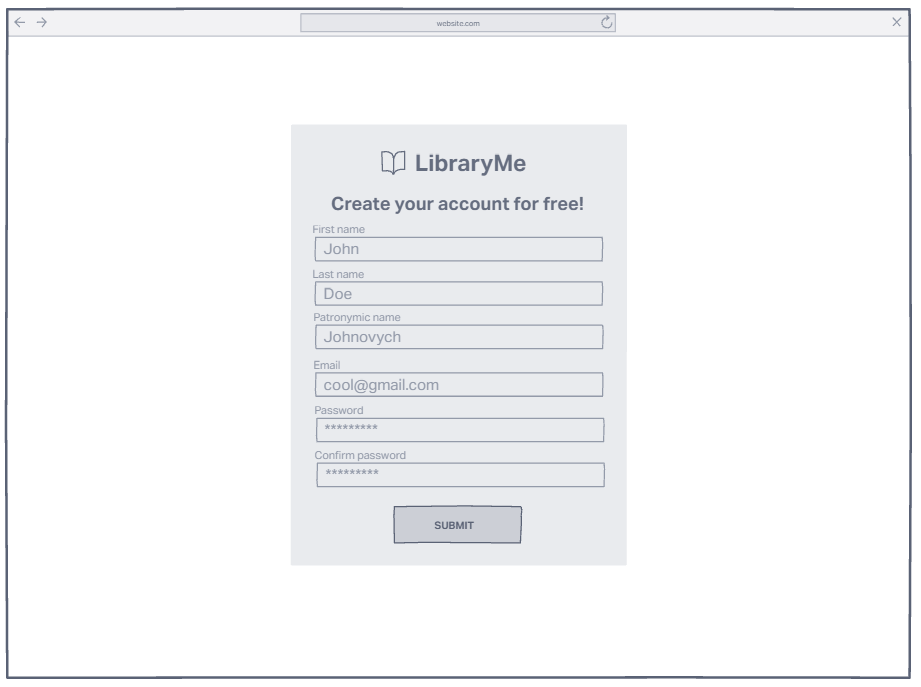 website.com
LibraryMe
Create your account for free!
First name
John
Last name
Doe
Patronymic name
Johnovych
Email
cool@gmail.com
Password
*********
Confirm password
*********
SUBMIT